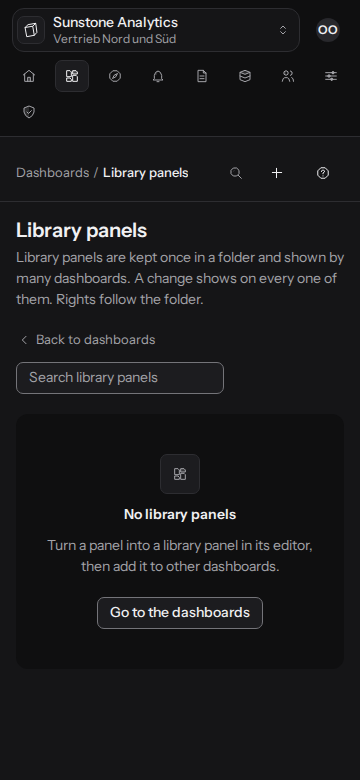 Sunstone Analytics
Vertrieb Nord und Süd
OO
Dashboards / Library panels
Library panels
Library panels are kept once in a folder and shown by
many dashboards. A change shows on every one of
them. Rights follow the folder.
Back to dashboards
Search library panels
No library panels
Turn a panel into a library panel in its editor,
then add it to other dashboards.
Go to the dashboards